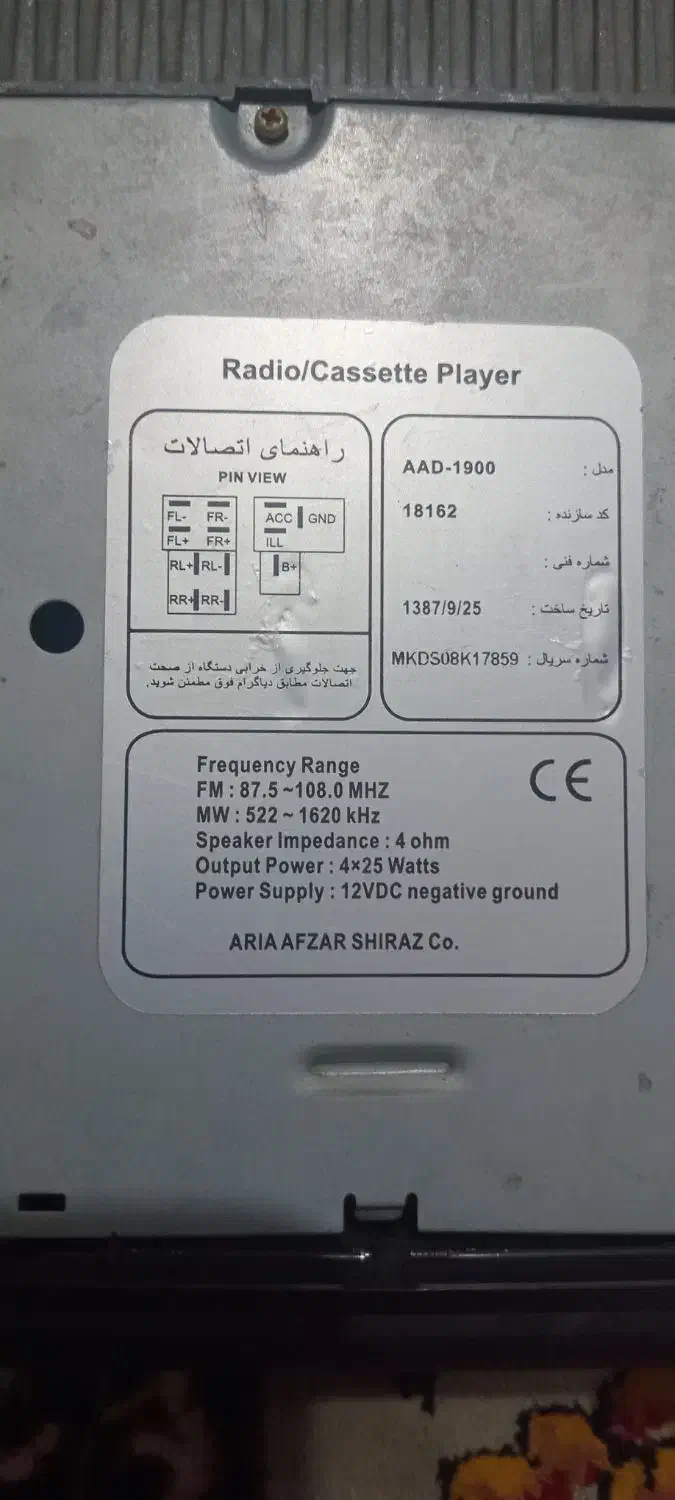 Radio/Cassette Player
راهنمای اتصالات
PIN VIEW
FL- FR-
FL+ FR+
RL+ RL-
RR+ RR-
ACC GND
ILL
B+
جهت جلوگیری از خرابی دستگاه از صحت
اتصالات مطابق دیاگرام فوق مطمئن شوید.
مدل : AAD-1900
کد سازنده : 18162
شماره فنی :
تاریخ ساخت : 1387/9/25
شماره سریال : MKDS08K17859
Frequency Range
FM : 87.5 ~108.0 MHZ
MW : 522 ~ 1620 kHz
Speaker Impedance : 4 ohm
Output Power : 4×25 Watts
Power Supply : 12VDC negative ground
CE
ARIA AFZAR SHIRAZ Co.